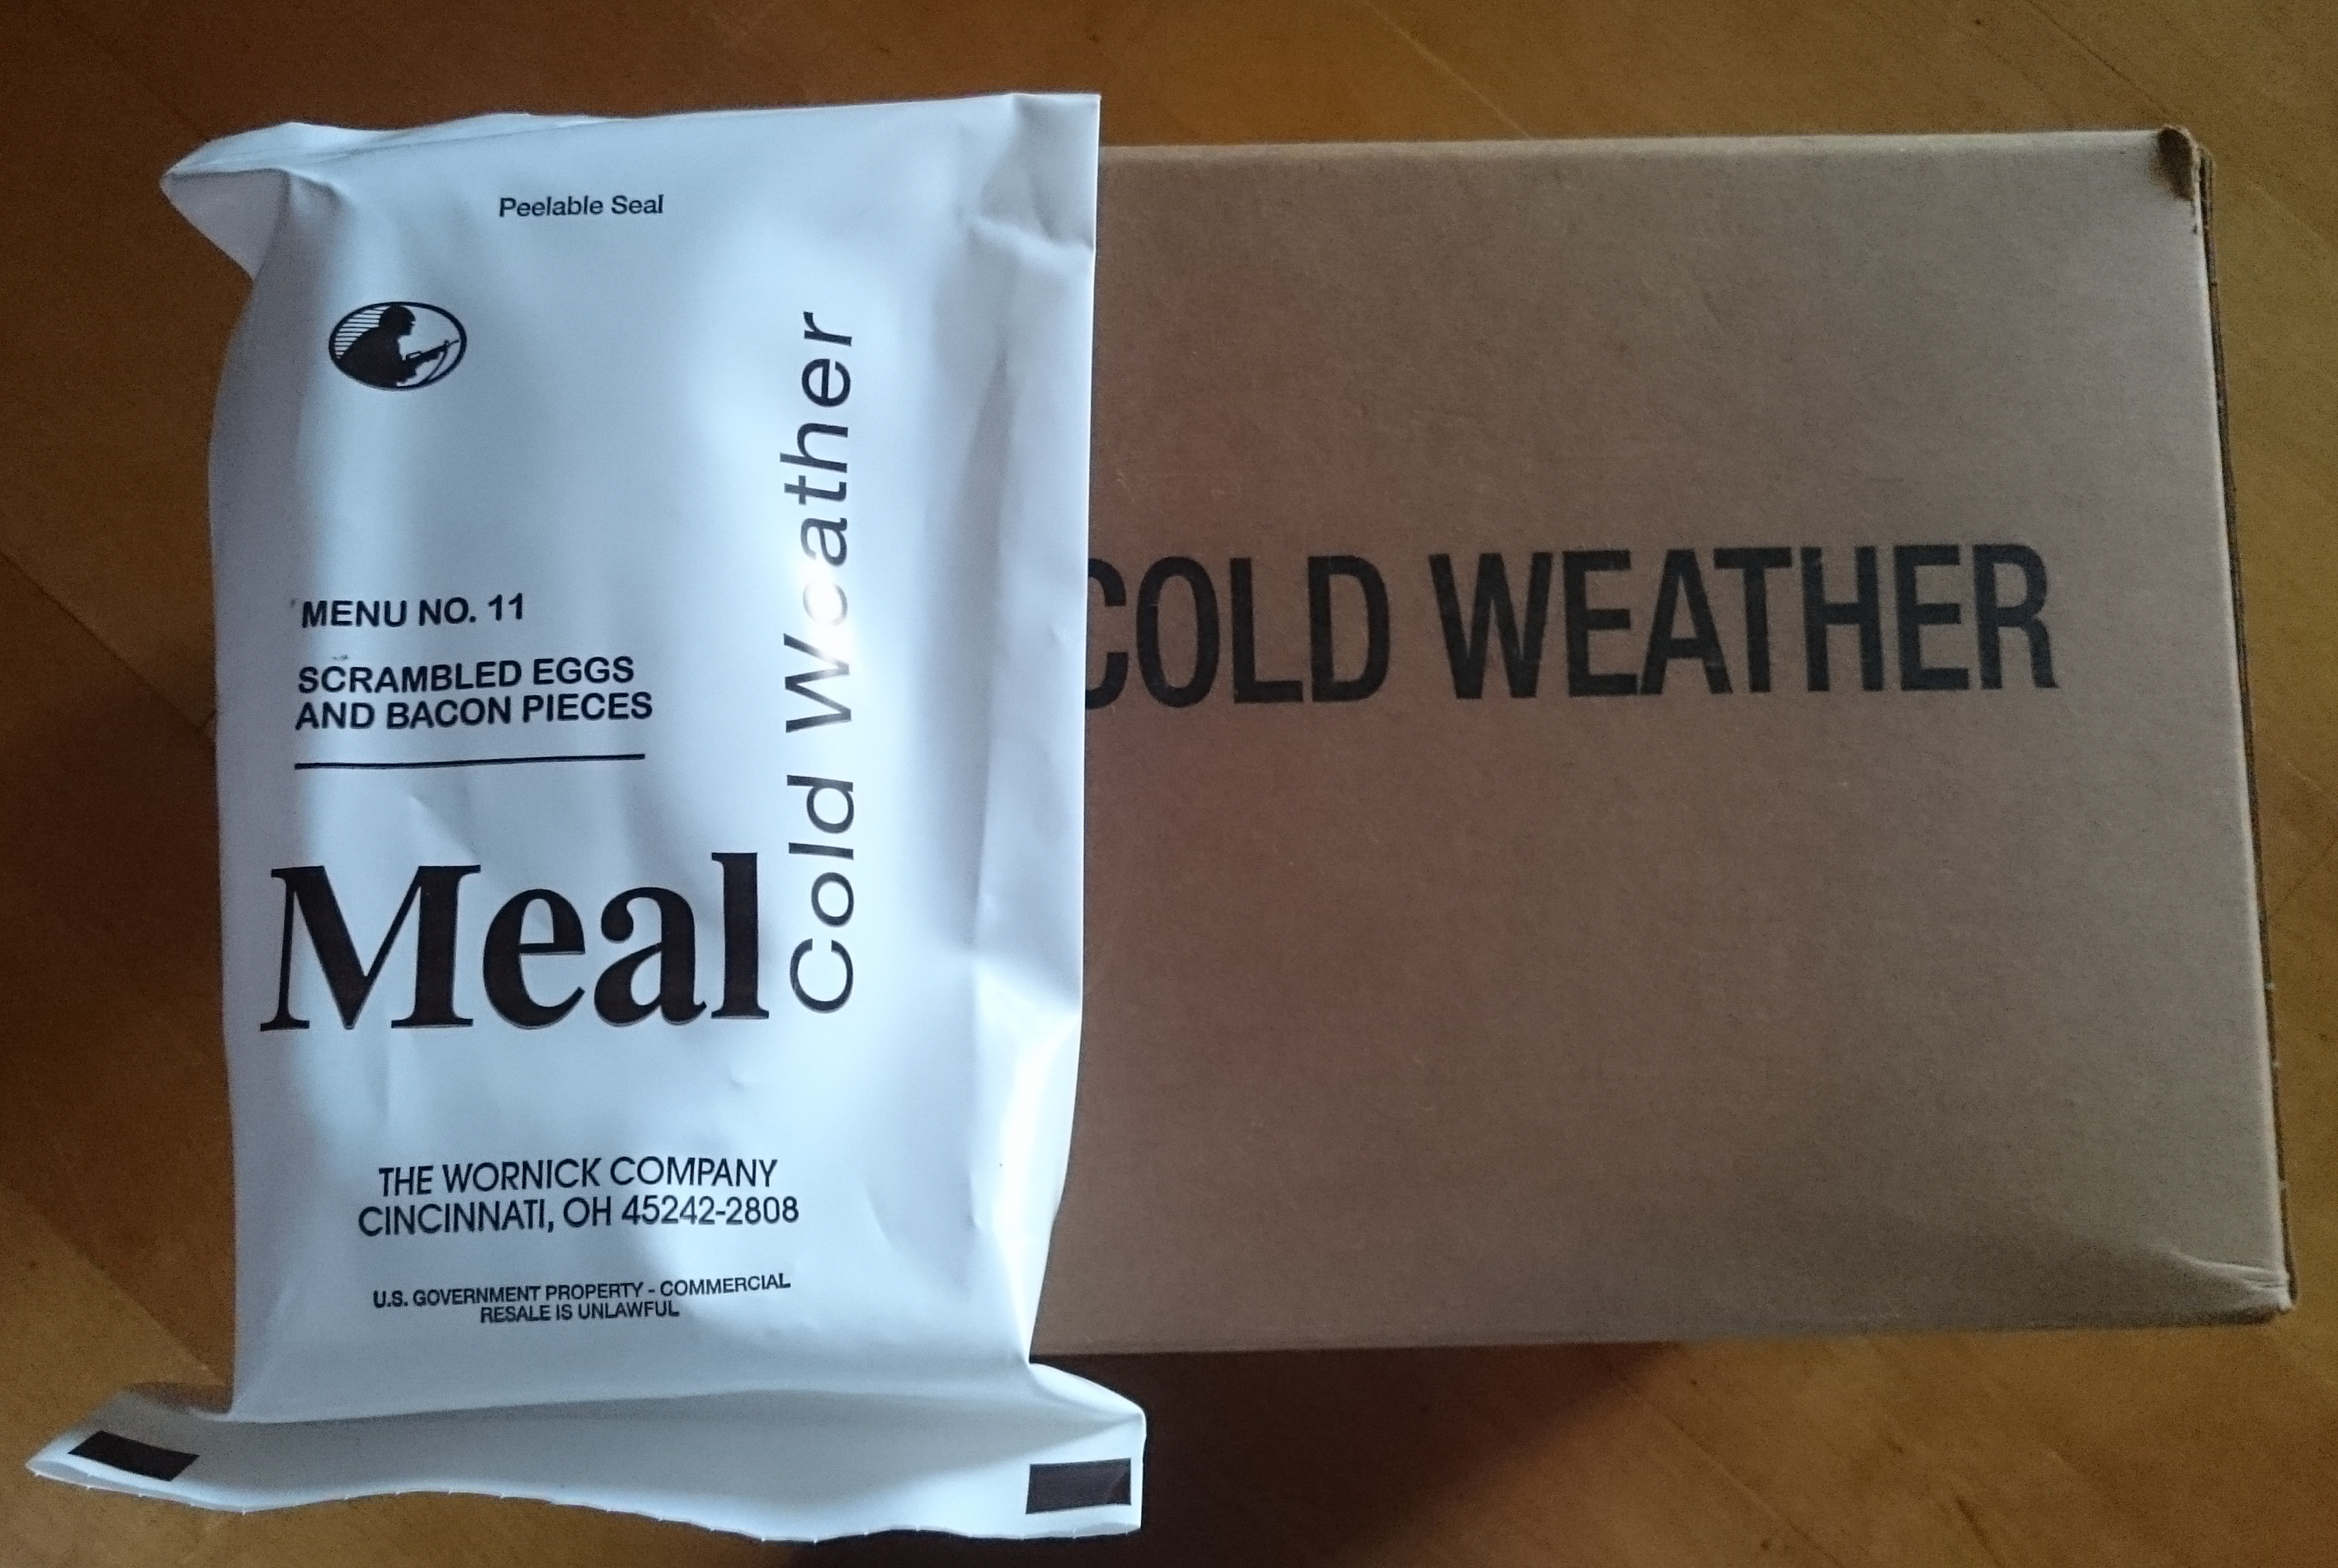 Peelable Seal
MENU NO. 11
SCRAMBLED EGGS
AND BACON PIECES
Meal
Cold Weather
THE WORNICK COMPANY
CINCINNATI, OH 45242-2808
U.S. GOVERNMENT PROPERTY - COMMERCIAL
RESALE IS UNLAWFUL
COLD WEATHER